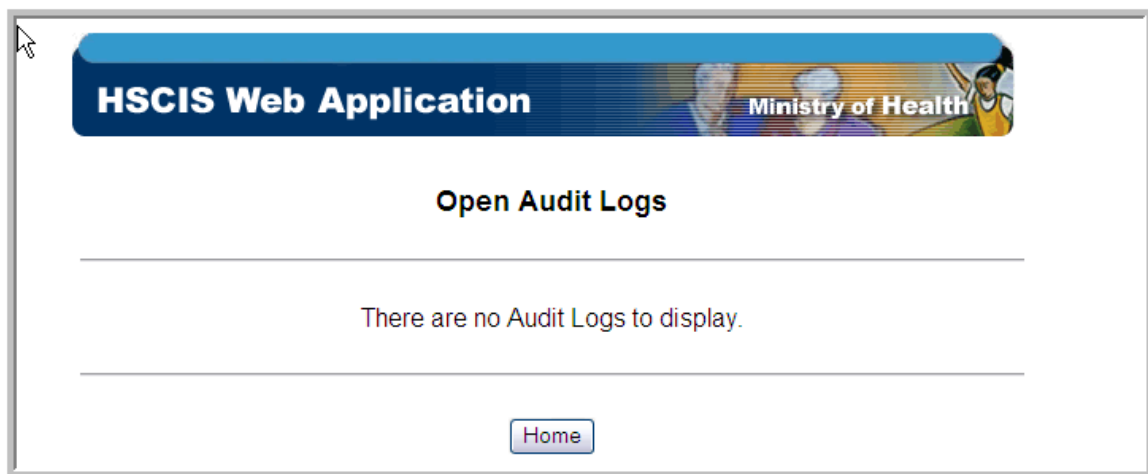 HSCIS Web Application
Ministry of Health
Open Audit Logs
There are no Audit Logs to display.
Home